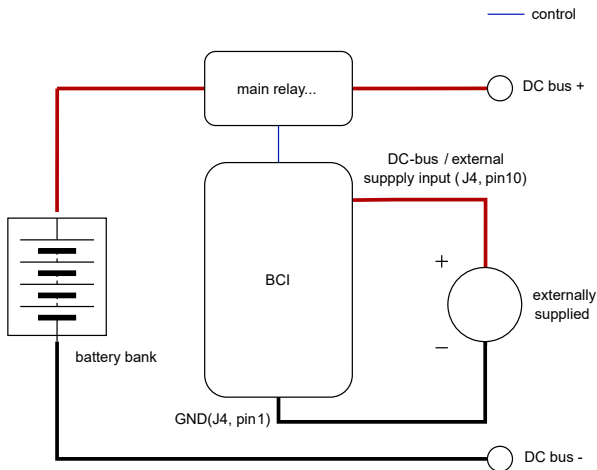 control
main relay...
DC bus +
DC-bus / external
suppply input ( J4, pin10)
BCI
+
externally
supplied
−
battery bank
GND(J4, pin1)
DC bus -